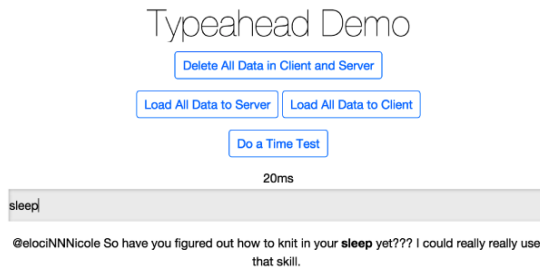 Typeahead Demo
Delete All Data in Client and Server
Load All Data to Server Load All Data to Client
Do a Time Test
20ms
sleep
@elociNNNicole So have you figured out how to knit in your sleep yet??? I could really really use
that skill.